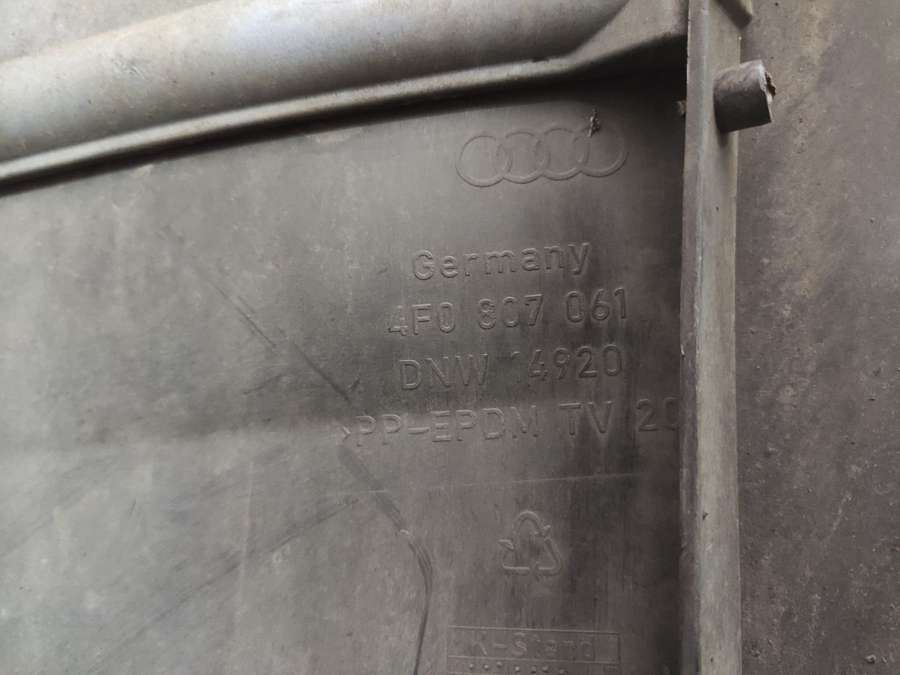 Germany
4F0 807 061
DNW 14920
PP-EPDM TV 20